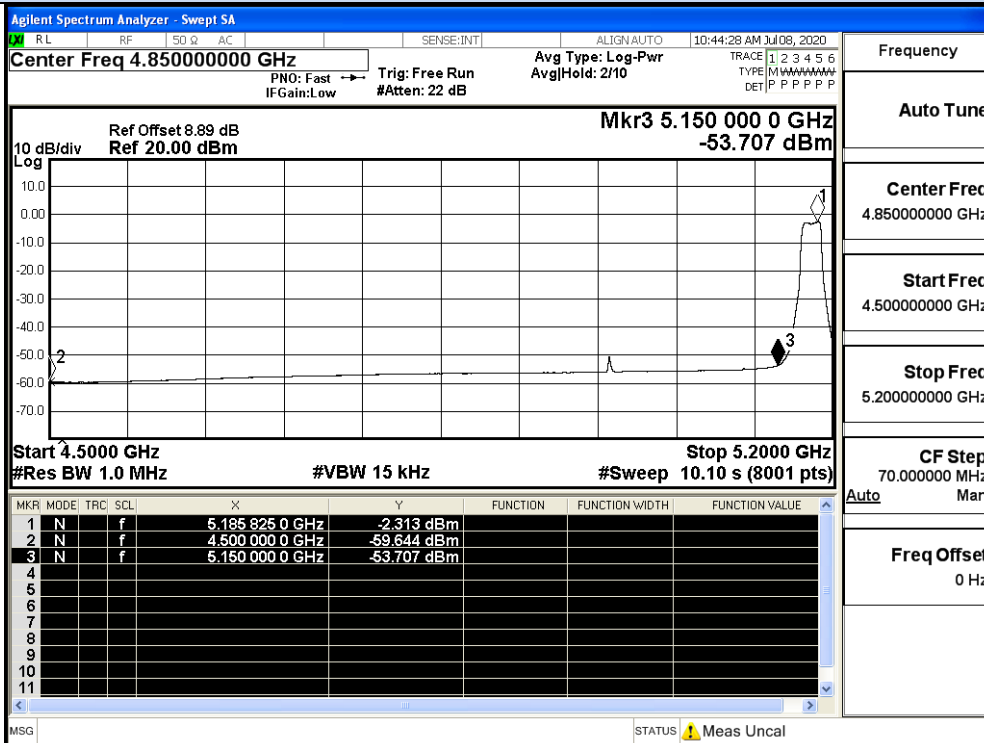 Agilent Spectrum Analyzer - Swept SA
LXI RL RF 50 Ω AC SENSE:INT ALIGN AUTO 10:44:28 AM Jul 08, 2020
Center Freq 4.850000000 GHz
PNO: Fast
IFGain:Low
Trig: Free Run
#Atten: 22 dB
Avg Type: Log-Pwr
Avg|Hold: 2/10
TRACE 1 2 3 4 5 6
TYPE M WWWWW
DET P P P P P P
Ref Offset 8.89 dB
10 dB/div Ref 20.00 dBm
Log
Mkr3 5.150 000 0 GHz
-53.707 dBm
10.0
0.00
-10.0
-20.0
-30.0
-40.0
-50.0
-60.0
-70.0
1
2
3
Start 4.5000 GHz Stop 5.2000 GHz
#Res BW 1.0 MHz #VBW 15 kHz #Sweep 10.10 s (8001 pts)
MKR MODE TRC SCL X Y FUNCTION FUNCTION WIDTH FUNCTION VALUE
1 N f 5.185 825 0 GHz -2.313 dBm
2 N f 4.500 000 0 GHz -59.644 dBm
3 N f 5.150 000 0 GHz -53.707 dBm
4
5
6
7
8
9
10
11
MSG STATUS Meas Uncal
Frequency
Auto Tune
Center Freq
4.850000000 GHz
Start Freq
4.500000000 GHz
Stop Freq
5.200000000 GHz
CF Step
70.000000 MHz
Auto Man
Freq Offset
0 Hz